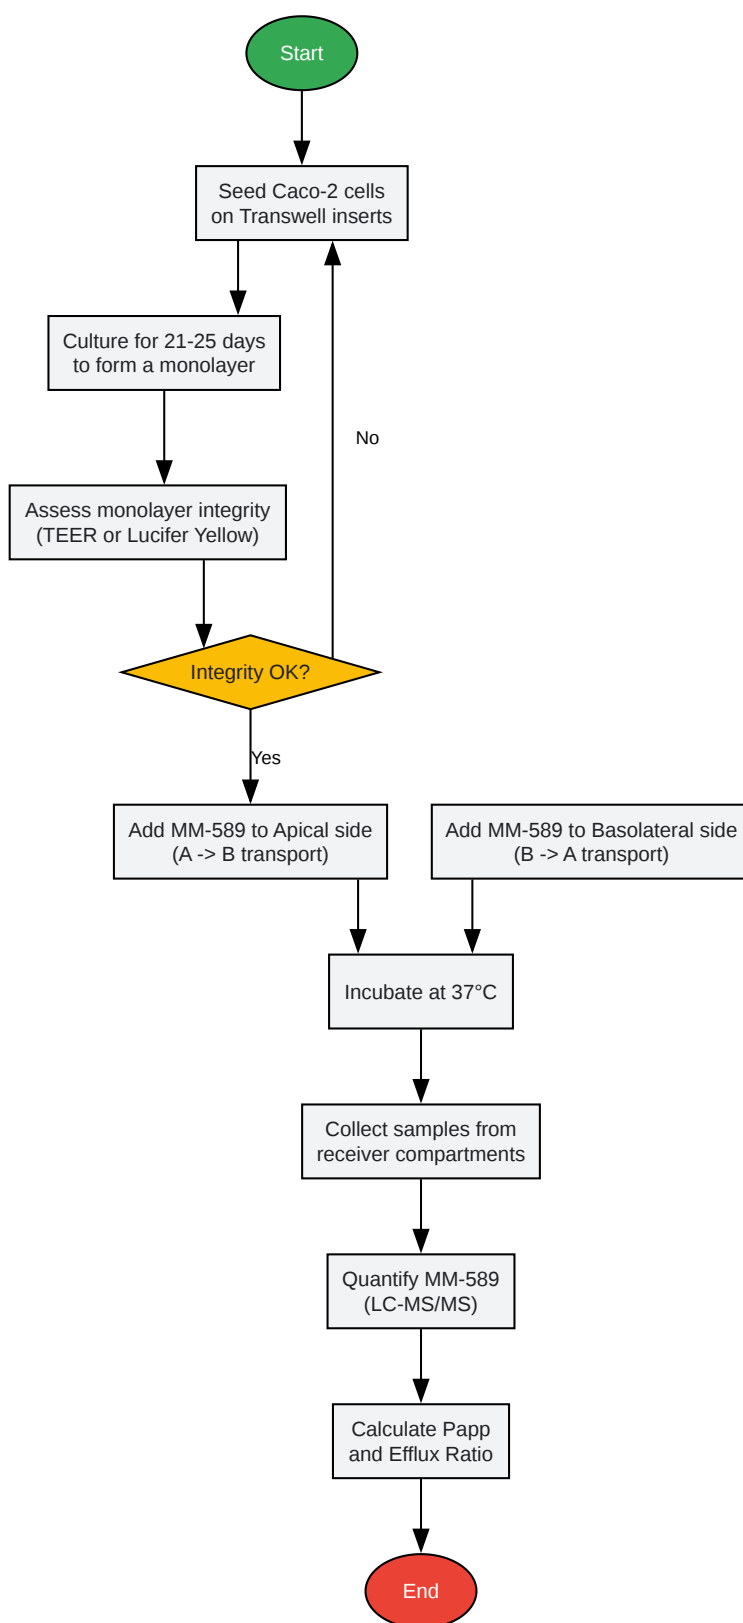 Start
Seed Caco-2 cells
on Transwell inserts
Culture for 21-25 days
to form a monolayer
No
Assess monolayer integrity
(TEER or Lucifer Yellow)
Integrity OK?
Yes
Add MM-589 to Apical side
(A -> B transport)
Add MM-589 to Basolateral side
(B -> A transport)
Incubate at 37°C
Collect samples from
receiver compartments
Quantify MM-589
(LC-MS/MS)
Calculate Papp
and Efflux Ratio
End